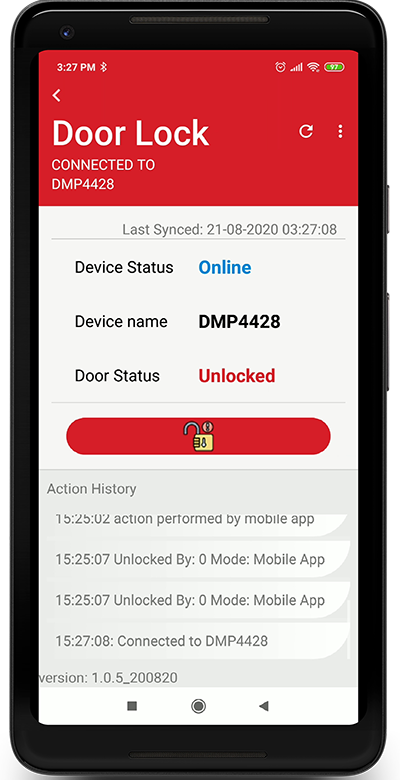 3:27 PM
97
Door Lock
CONNECTED TO
DMP4428
Last Synced: 21-08-2020 03:27:08
Device Status Online
Device name DMP4428
Door Status Unlocked
Action History
15:25:02 action performed by mobile app
15:25:07 Unlocked By: 0 Mode: Mobile App
15:25:07 Unlocked By: 0 Mode: Mobile App
15:27:08: Connected to DMP4428
version: 1.0.5_200820